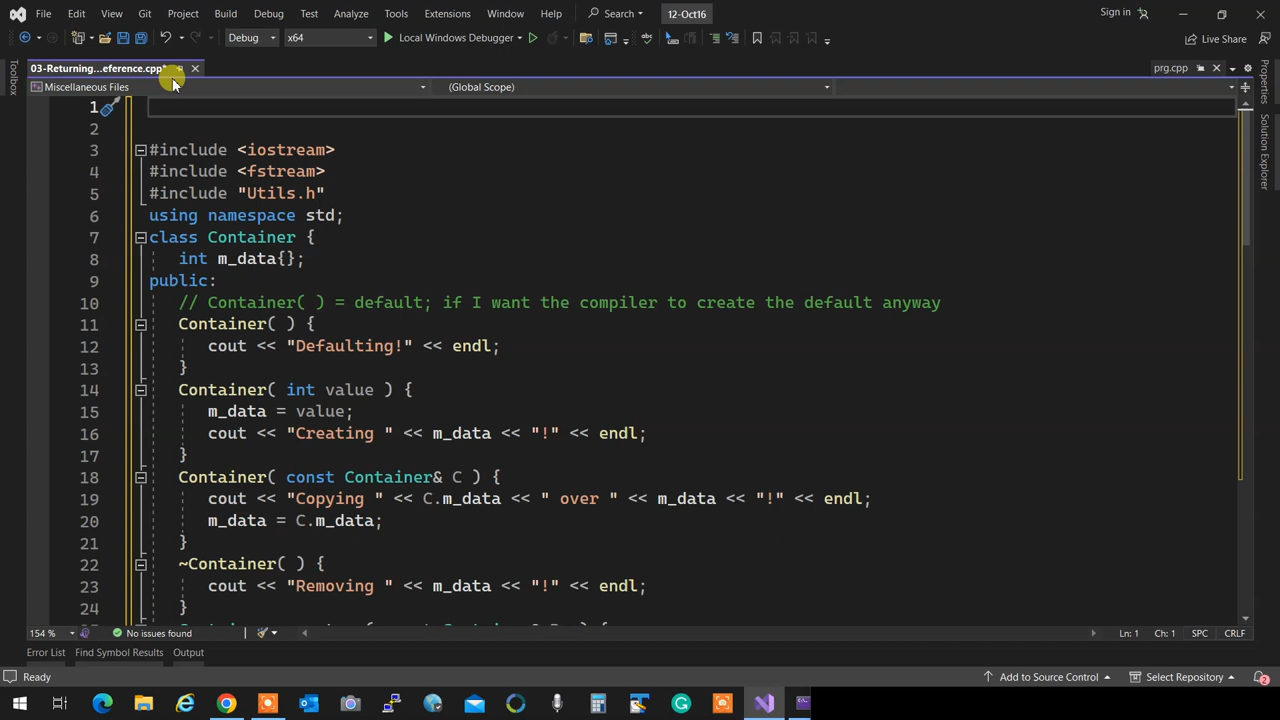 File Edit View Git Project Build Debug Test Analyze Tools Extensions Window Help Search 12-Oct16 Sign in
Debug x64 Local Windows Debugger Live Share
03-Returning...eference.cpp* prg.cpp
Miscellaneous Files (Global Scope)
Toolbox
Properties
Solution Explorer
1
2
3 #include <iostream>
4 #include <fstream>
5 #include "Utils.h"
6 using namespace std;
7 class Container {
8 int m_data{};
9 public:
10 // Container( ) = default; if I want the compiler to create the default anyway
11 Container( ) {
12 cout << "Defaulting!" << endl;
13 }
14 Container( int value ) {
15 m_data = value;
16 cout << "Creating " << m_data << "!" << endl;
17 }
18 Container( const Container& C ) {
19 cout << "Copying " << C.m_data << " over " << m_data << "!" << endl;
20 m_data = C.m_data;
21 }
22 ~Container( ) {
23 cout << "Removing " << m_data << "!" << endl;
24 }
154 % No issues found Ln: 1 Ch: 1 SPC CRLF
Error List Find Symbol Results Output
Ready Add to Source Control Select Repository 2